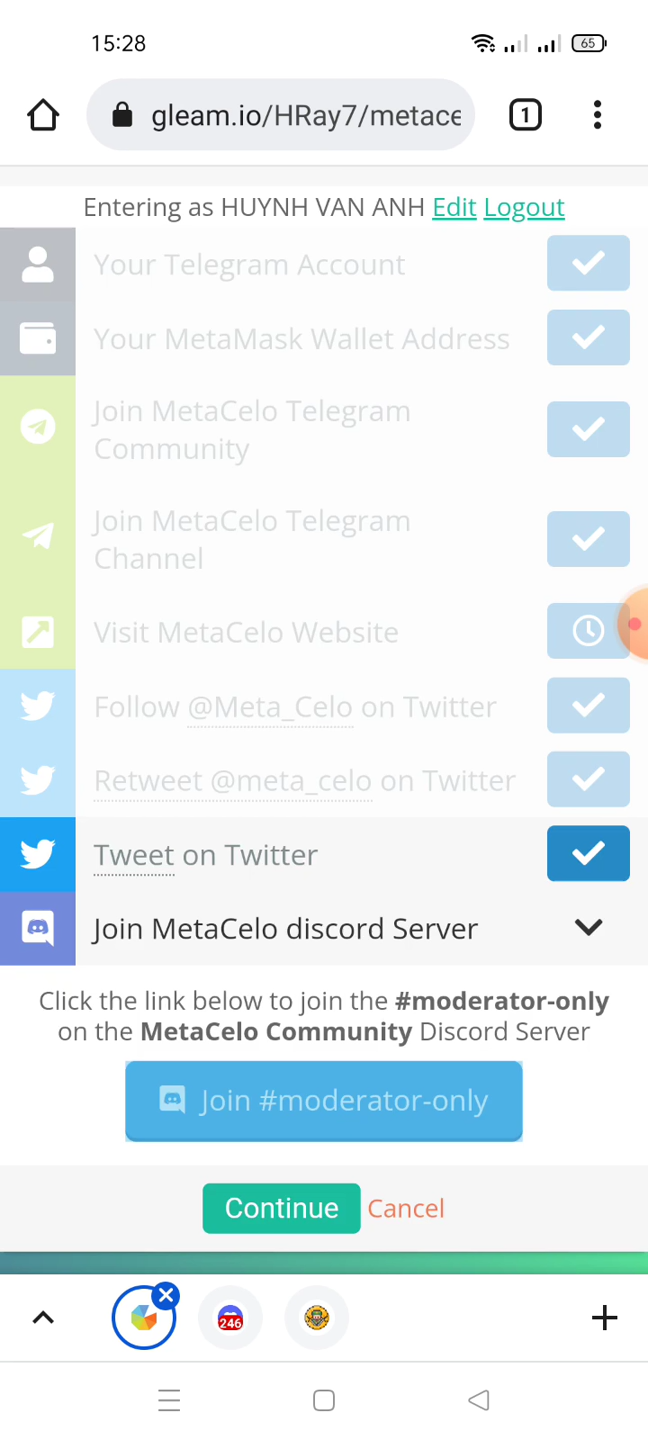 15:28
65
gleam.io/HRay7/metace
1
Entering as HUYNH VAN ANH Edit Logout
Your Telegram Account
Your MetaMask Wallet Address
Join MetaCelo Telegram
Community
Join MetaCelo Telegram
Channel
Visit MetaCelo Website
Follow @Meta_Celo on Twitter
Retweet @meta_celo on Twitter
Tweet on Twitter
Join MetaCelo discord Server
Click the link below to join the #moderator-only
on the MetaCelo Community Discord Server
Join #moderator-only
Continue Cancel
246